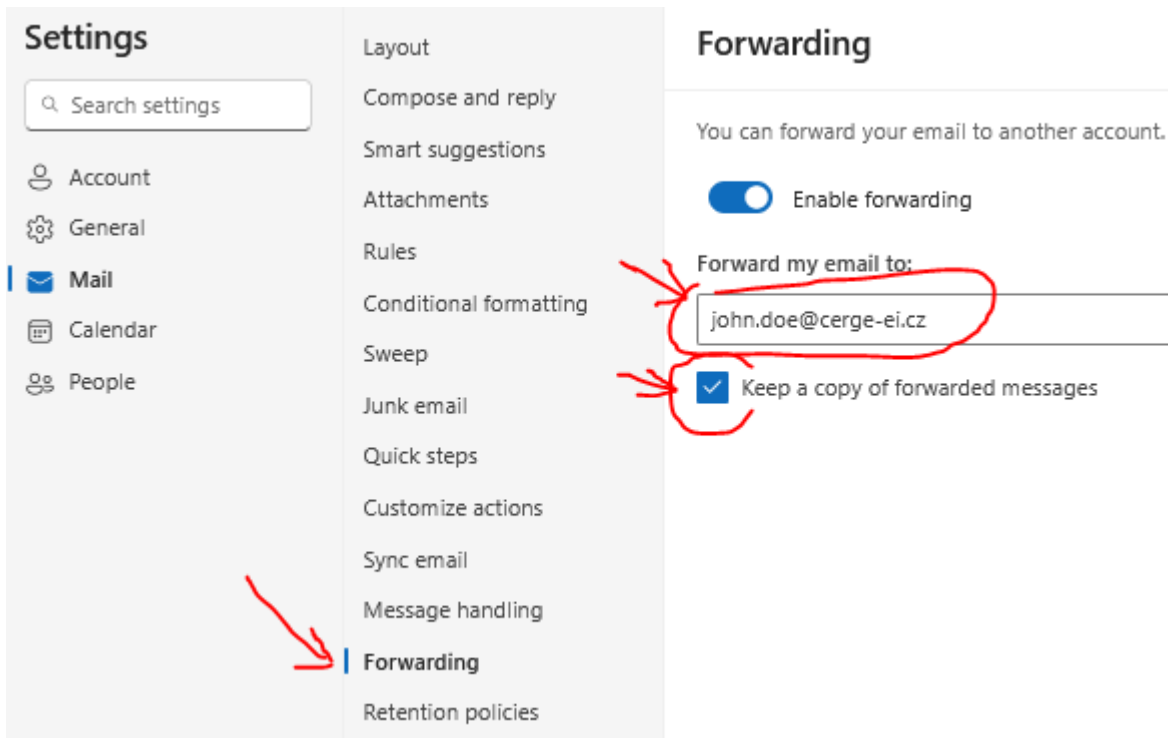 Settings
Search settings
Account
General
Mail
Calendar
People
Layout
Compose and reply
Smart suggestions
Attachments
Rules
Conditional formatting
Sweep
Junk email
Quick steps
Customize actions
Sync email
Message handling
Forwarding
Retention policies
Forwarding
You can forward your email to another account.
Enable forwarding
Forward my email to:
john.doe@cerge-ei.cz
Keep a copy of forwarded messages